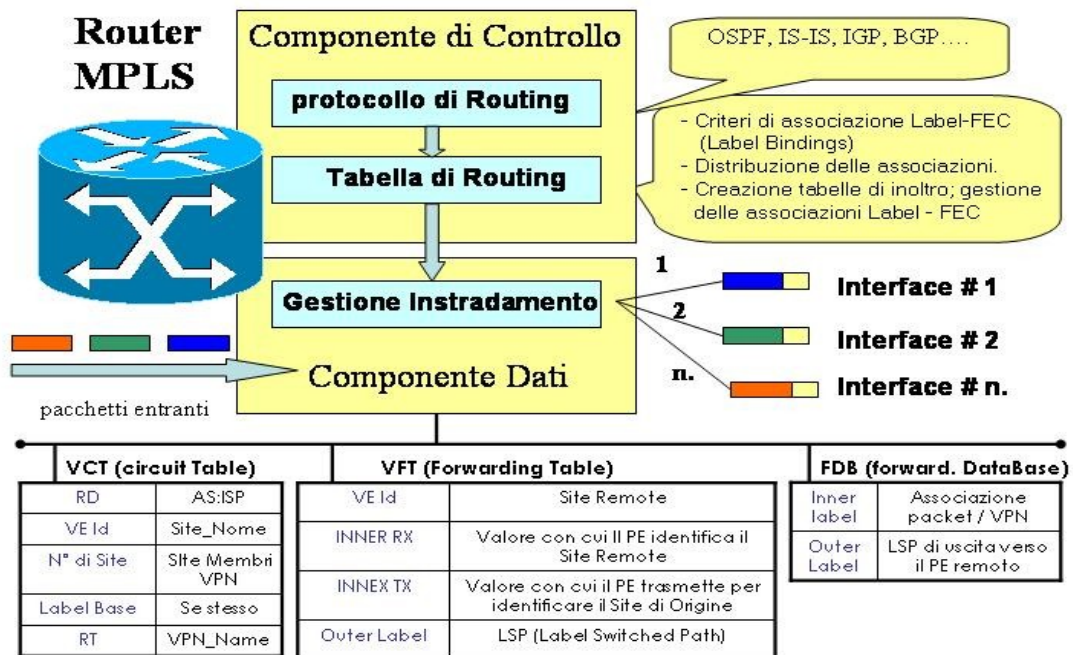 Router
MPLS
Componente di Controllo
protocollo di Routing
Tabella di Routing
OSPF, IS-IS, IGP, BGP....
- Criteri di associazione Label-FEC
(Label Bindings)
- Distribuzione delle associazioni.
- Creazione tabelle di inoltro; gestione
delle associazioni Label - FEC
Gestione Instradamento
Componente Dati
pacchetti entranti
1
Interface # 1
2
Interface # 2
n.
Interface # n.
VCT (circuit Table)
RD
AS:ISP
VE Id
Site_Nome
N° di Site
SIte Membri
VPN
Label Base
Se stesso
RT
VPN_Name
VFT (Forwarding Table)
VE Id
Site Remote
INNER RX
Valore con cui Il PE identifica il
Site Remote
INNEX TX
Valore con cui il PE trasmette per
identificare il Site di Origine
Outer Label
LSP (Label Switched Path)
FDB (forward. DataBase)
Inner
label
Associazione
packet / VPN
Outer
Label
LSP di uscita verso
il PE remoto